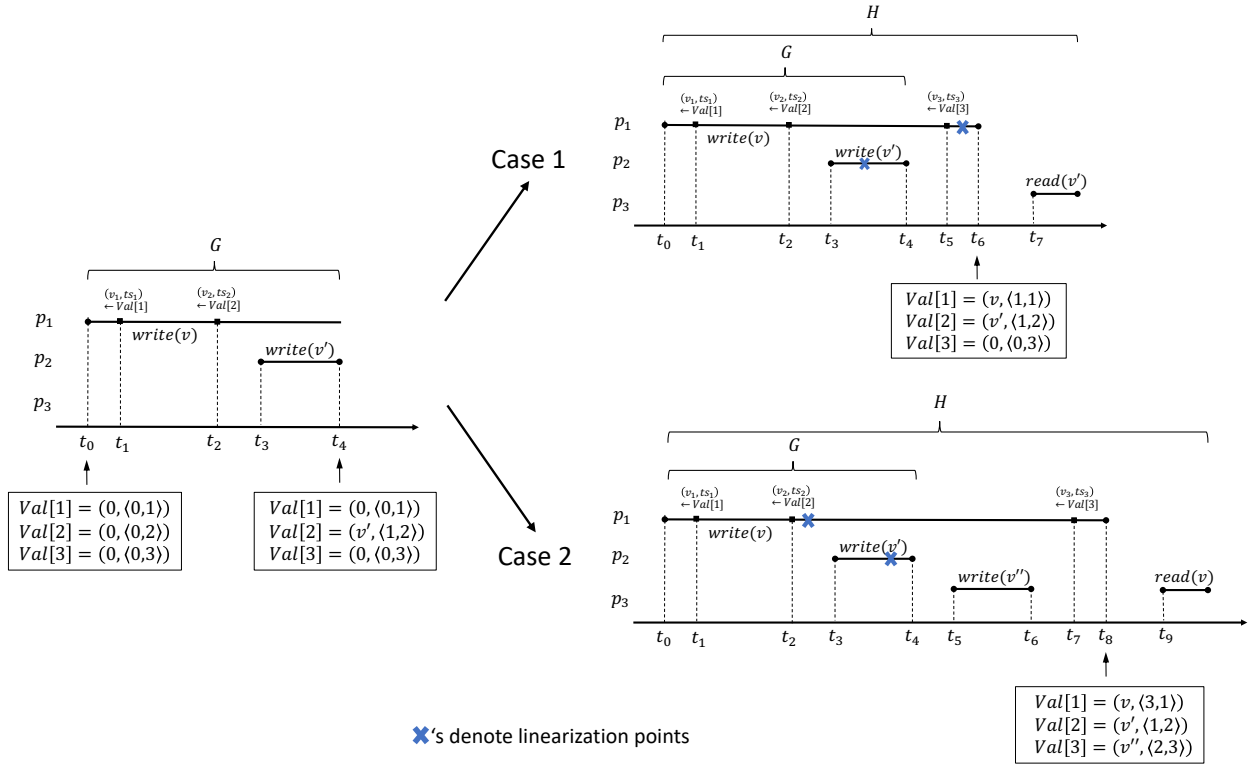 G
(v₁, ts₁) ← Val[1]
(v₂, ts₂) ← Val[2]
p₁
write(v)
p₂
write(v′)
p₃
t₀ t₁ t₂ t₃ t₄
Val[1] = (0, ⟨0,1⟩)
Val[2] = (0, ⟨0,2⟩)
Val[3] = (0, ⟨0,3⟩)
Val[1] = (0, ⟨0,1⟩)
Val[2] = (v′, ⟨1,2⟩)
Val[3] = (0, ⟨0,3⟩)
Case 1
H
G
(v₁, ts₁) ← Val[1]
(v₂, ts₂) ← Val[2]
(v₃, ts₃) ← Val[3]
p₁
write(v)
p₂
write(v′)
p₃
read(v′)
t₀ t₁ t₂ t₃ t₄ t₅ t₆ t₇
Val[1] = (v, ⟨1,1⟩)
Val[2] = (v′, ⟨1,2⟩)
Val[3] = (0, ⟨0,3⟩)
Case 2
H
G
(v₁, ts₁) ← Val[1]
(v₂, ts₂) ← Val[2]
(v₃, ts₃) ← Val[3]
p₁
write(v)
p₂
write(v′)
p₃
write(v′′)
read(v)
t₀ t₁ t₂ t₃ t₄ t₅ t₆ t₇ t₈ t₉
Val[1] = (v, ⟨3,1⟩)
Val[2] = (v′, ⟨1,2⟩)
Val[3] = (v′′, ⟨2,3⟩)
's denote linearization points